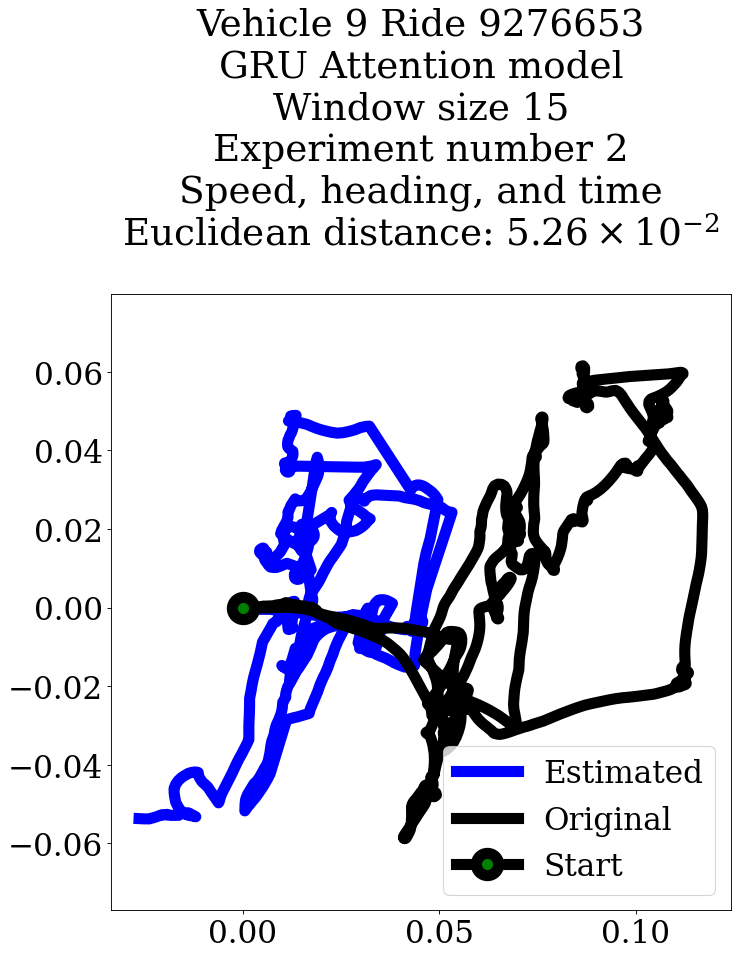 Vehicle 9 Ride 9276653
GRU Attention model
Window size 15
Experiment number 2
Speed, heading, and time
Euclidean distance: 5.26 × 10⁻²
0.06
0.04
0.02
0.00
−0.02
−0.04
−0.06
Estimated
Original
Start
0.00 0.05 0.10